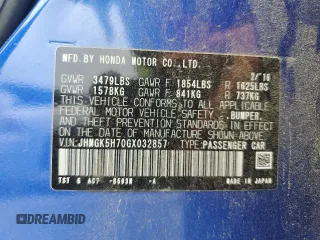 MFD. BY HONDA MOTOR CO., LTD. 2/'16
GVWR 3479LBS GAWR F 1854LBS R 1625LBS
GVWR 1578KG GAWR F 841KG R 737KG
THIS VEHICLE CONFORMS TO ALL APPLICABLE
FEDERAL MOTOR VEHICLE SAFETY, BUMPER,
AND THEFT PREVENTION STANDARDS IN EFFECT
ON THE DATE OF MANUFACTURE SHOWN ABOVE.
V.I.N.: JHMGK5H70GX032857 TYPE: PASSENGER CAR
MADE IN JAPAN
AUTOBIDMASTER